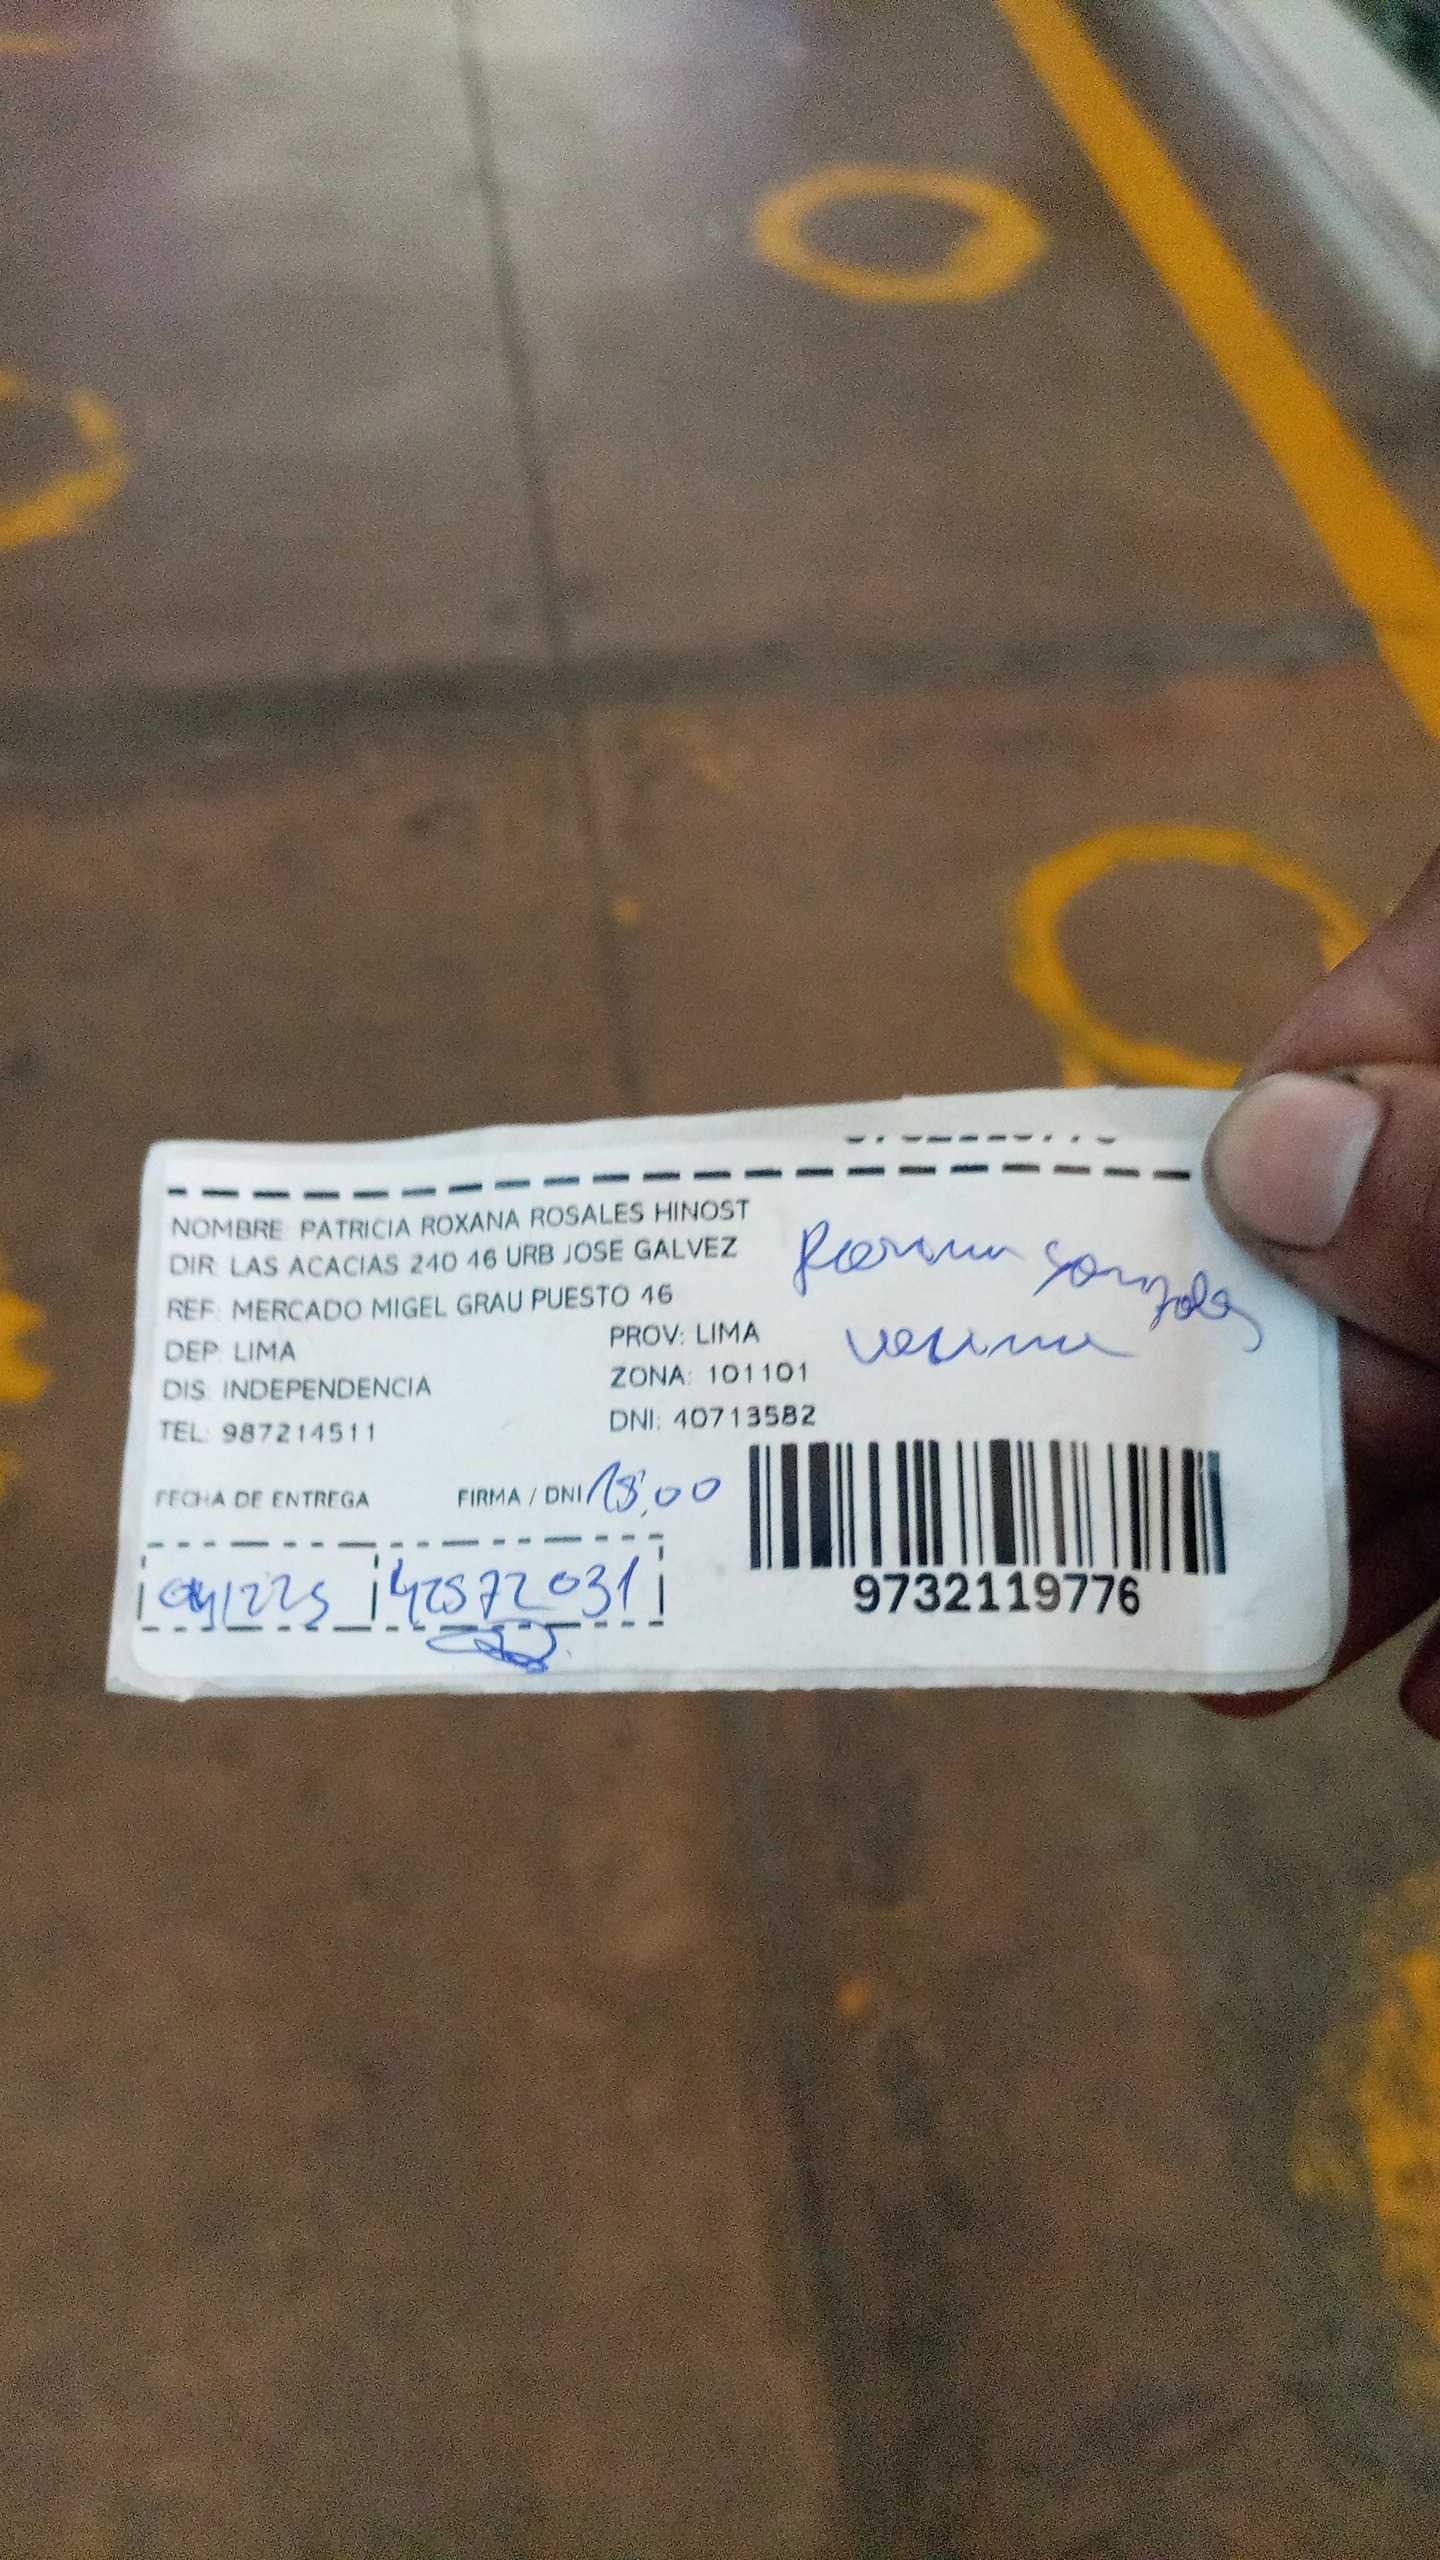 NOMBRE: PATRICIA ROXANA ROSALES HINOST
DIR: LAS ACACIAS 240 46 URB JOSE GALVEZ
REF: MERCADO MIGEL GRAU PUESTO 46
DEP: LIMA PROV: LIMA
DIS: INDEPENDENCIA ZONA: 101101
TEL: 987214511 DNI: 40713582
vecina
FECHA DE ENTREGA FIRMA / DNI 18:00
041225 42572031
9732119776